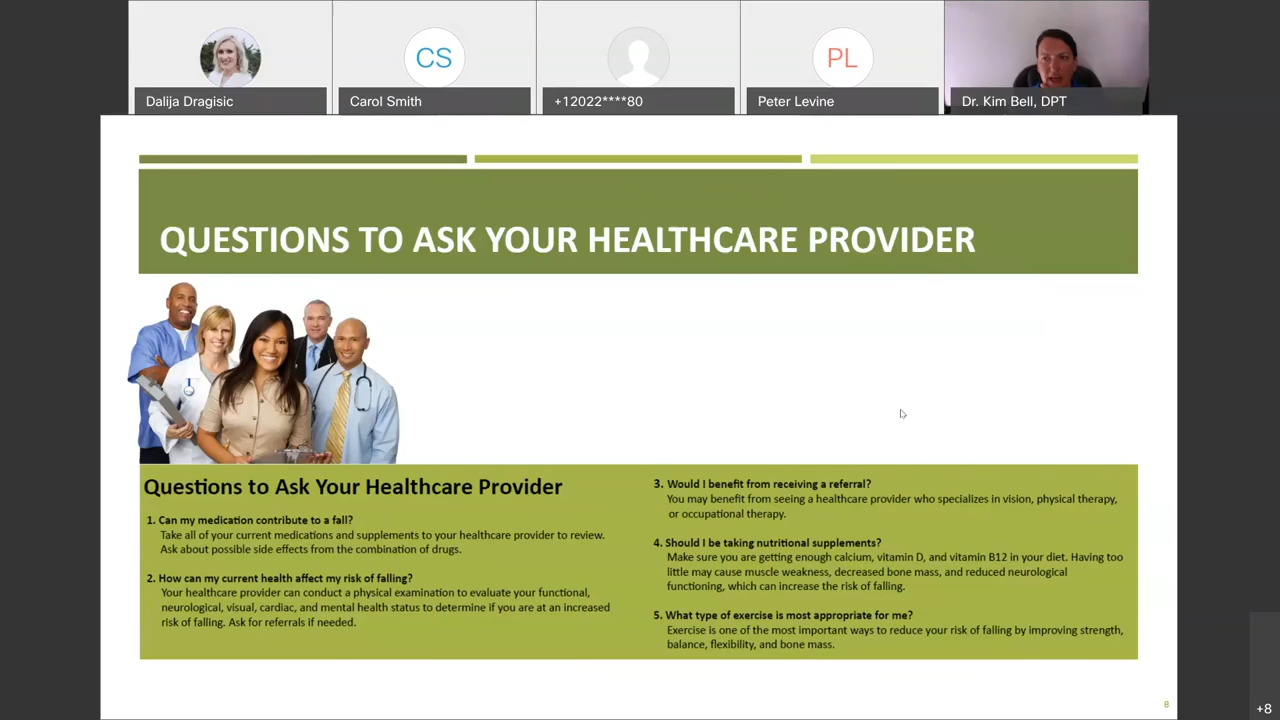 CS
PL
Dalija Dragisic
Carol Smith
+12022****80
Peter Levine
Dr. Kim Bell, DPT
QUESTIONS TO ASK YOUR HEALTHCARE PROVIDER
Questions to Ask Your Healthcare Provider
1. Can my medication contribute to a fall?
Take all of your current medications and supplements to your healthcare provider to review.
Ask about possible side effects from the combination of drugs.
2. How can my current health affect my risk of falling?
Your healthcare provider can conduct a physical examination to evaluate your functional,
neurological, visual, cardiac, and mental health status to determine if you are at an increased
risk of falling. Ask for referrals if needed.
3. Would I benefit from receiving a referral?
You may benefit from seeing a healthcare provider who specializes in vision, physical therapy,
or occupational therapy.
4. Should I be taking nutritional supplements?
Make sure you are getting enough calcium, vitamin D, and vitamin B12 in your diet. Having too
little may cause muscle weakness, decreased bone mass, and reduced neurological
functioning, which can increase the risk of falling.
5. What type of exercise is most appropriate for me?
Exercise is one of the most important ways to reduce your risk of falling by improving strength,
balance, flexibility, and bone mass.
8
+8